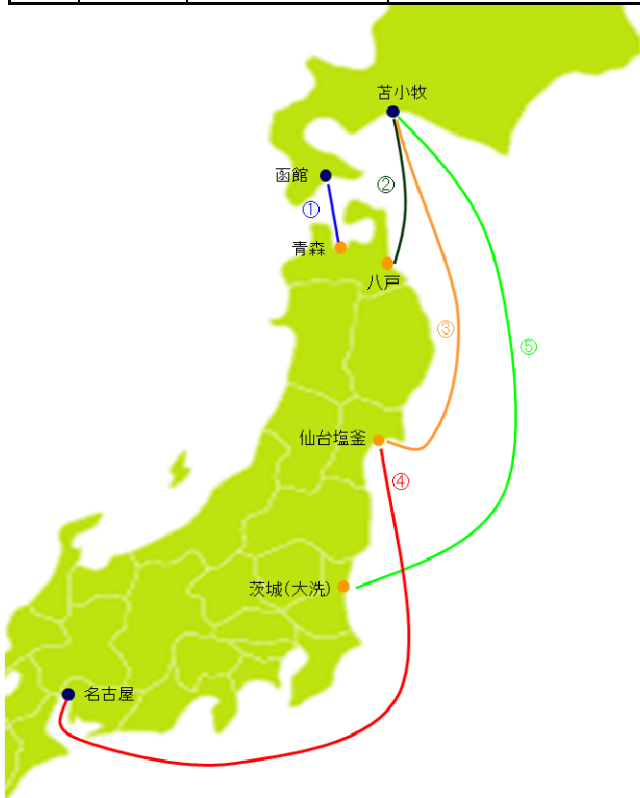 苫小牧
函館
②
①
青森
八戸
③
⑤
仙台塩釜
④
茨城(大洗)
名古屋